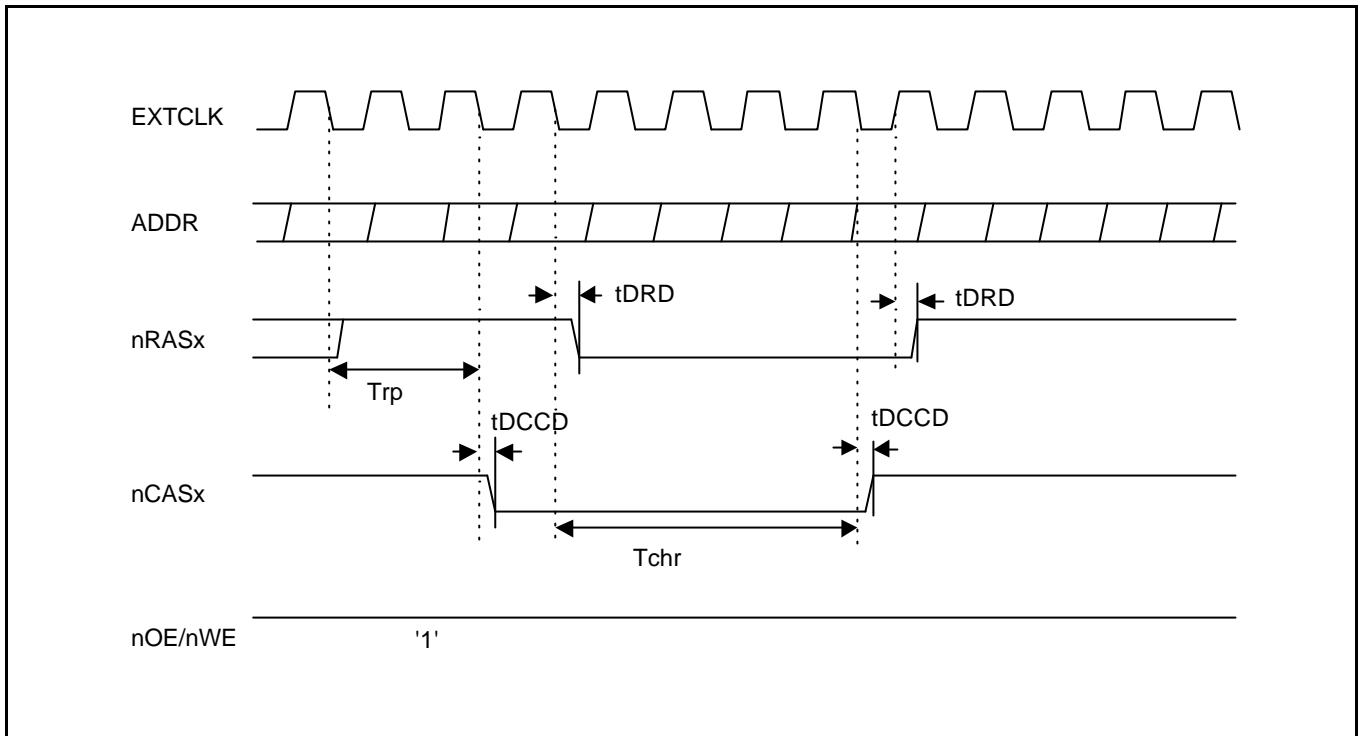 EXTCLK
ADDR
tDRD
tDRD
nRASx
Trp
tDCCD
tDCCD
nCASx
Tchr
nOE/nWE
'1'